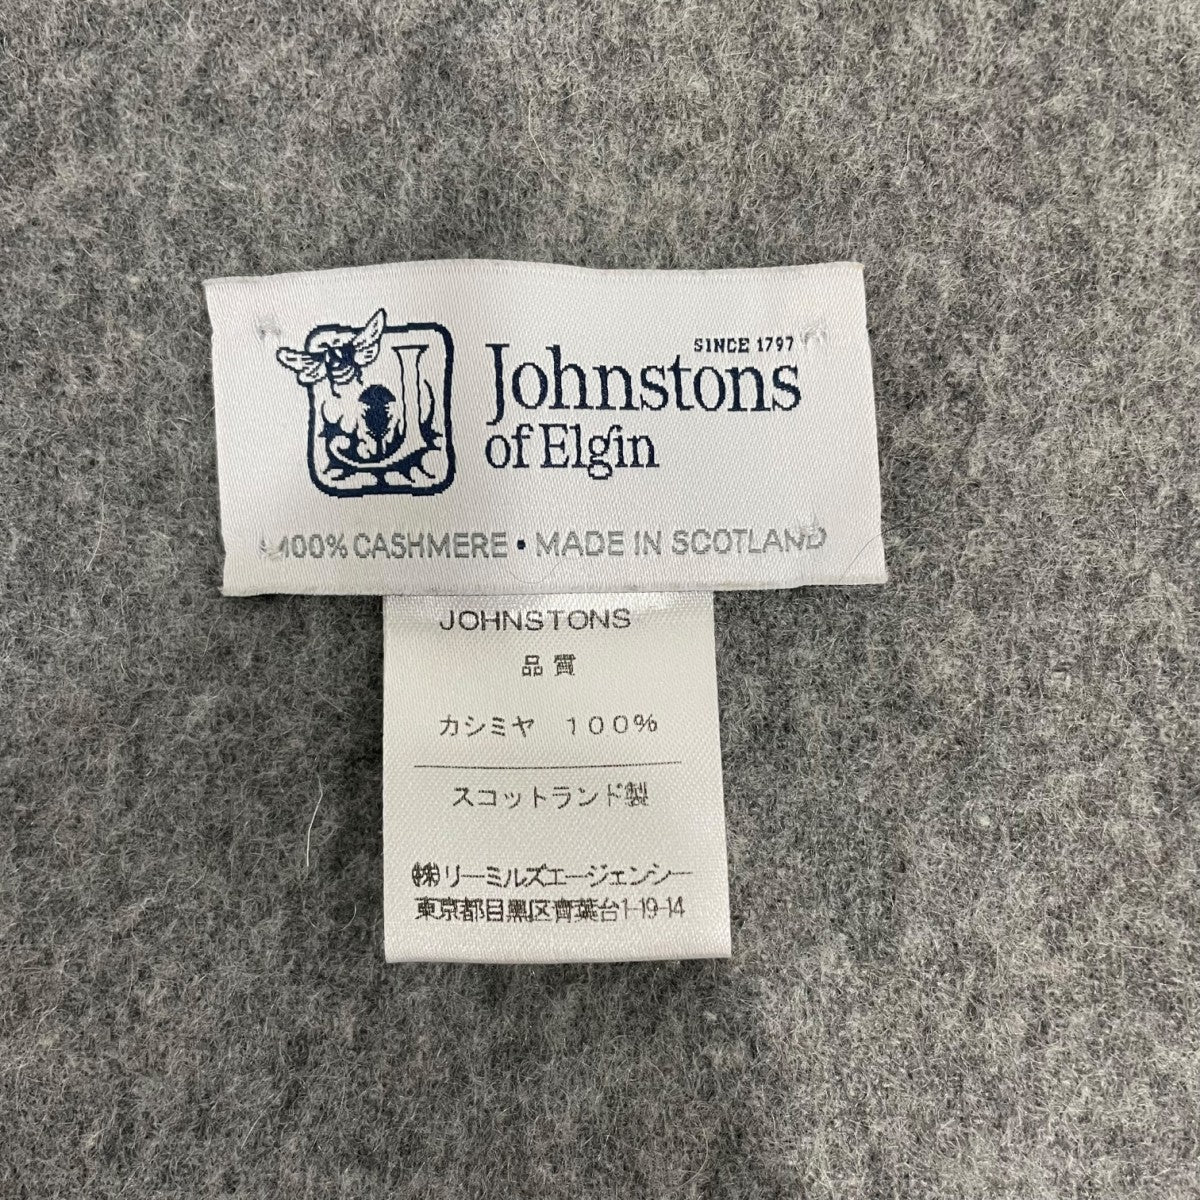 SINCE 1797
Johnstons
of Elgin
100% CASHMERE • MADE IN SCOTLAND
JOHNSTONS
品質
カシミヤ 100%
スコットランド製
㈱リーミルズエージェンシー
東京都目黒区青葉台1-19-14